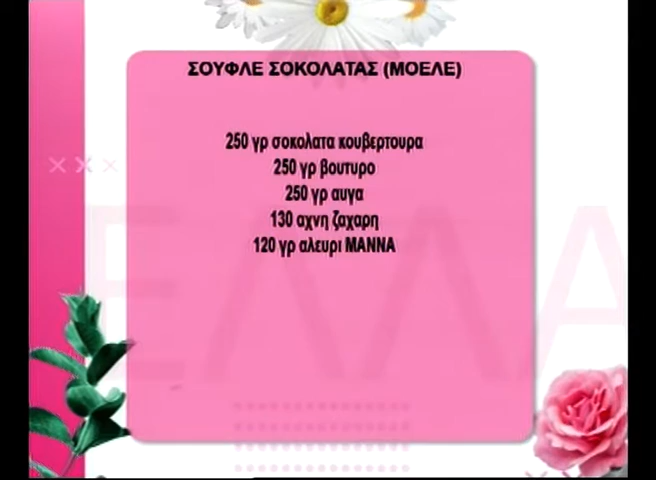 ΣΟΥΦΛΕ ΣΟΚΟΛΑΤΑΣ (ΜΟΕΛΕ)
250 γρ σοκολατα κουβερτουρα
250 γρ βουτυρο
250 γρ αυγα
130 αχνη ζαχαρη
120 γρ αλευρι ΜΑΝΝΑ
ΕΛΛΑ